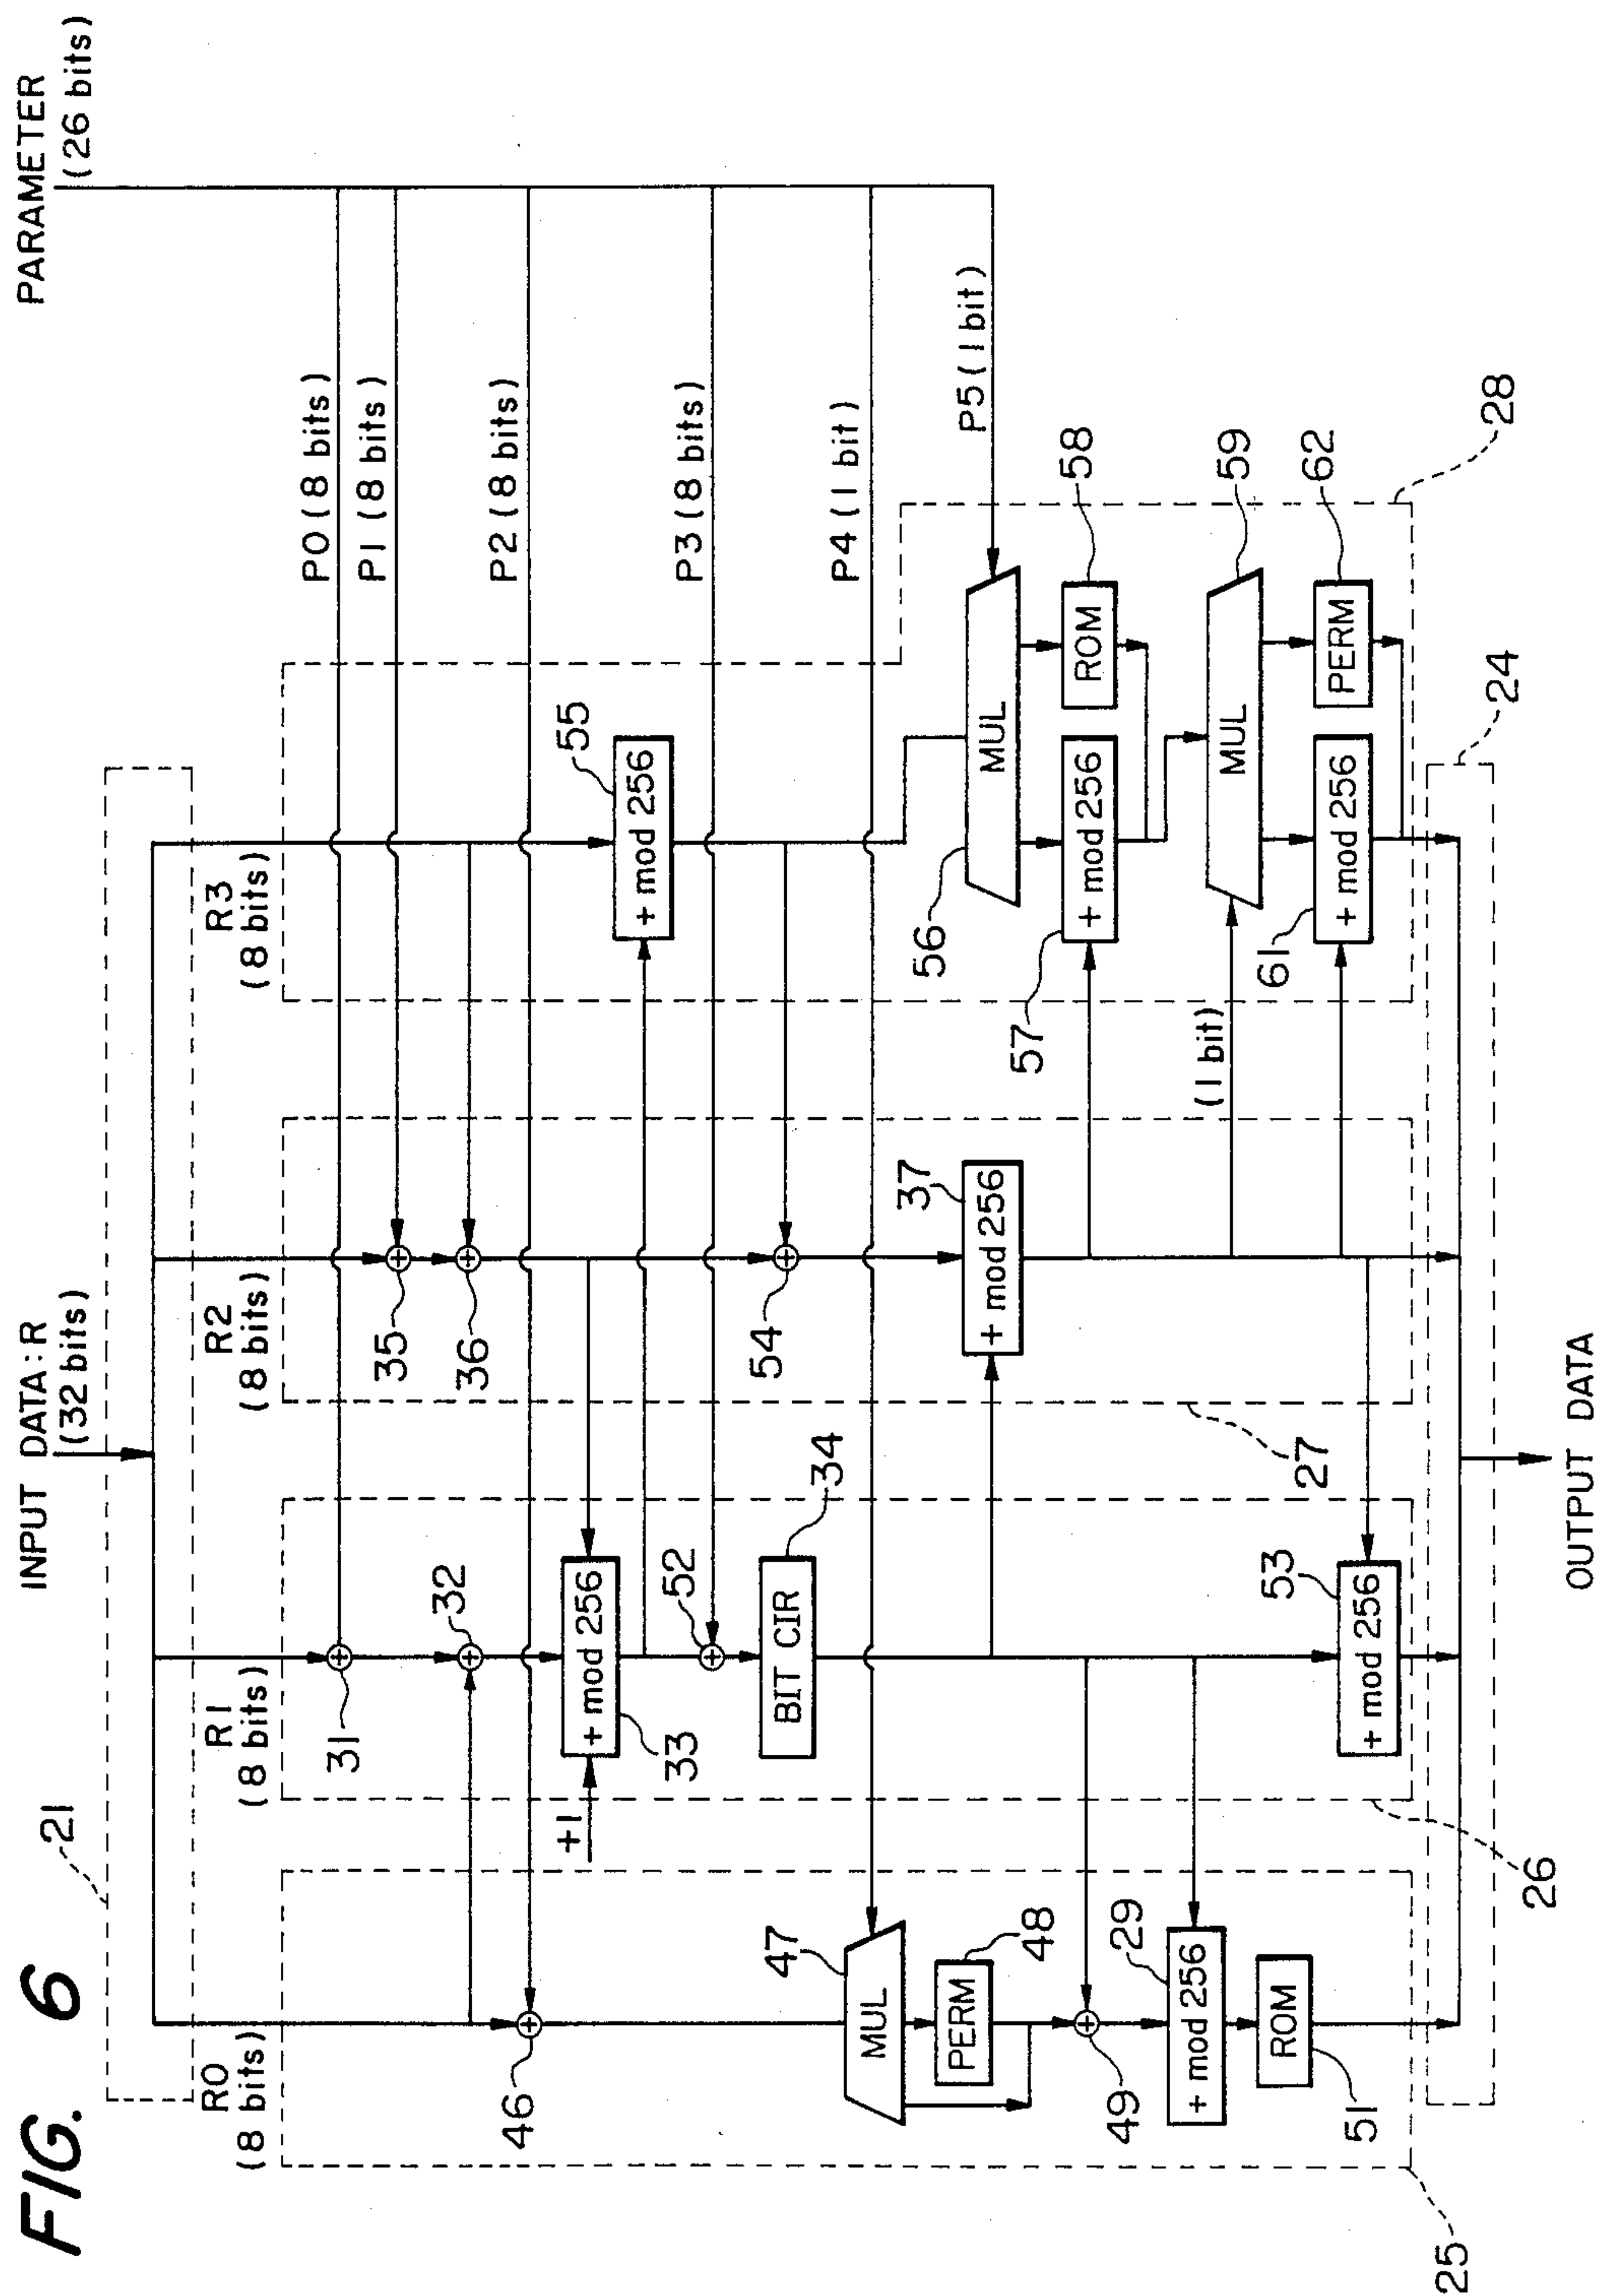 FIG. 6
21
INPUT DATA:R
(32 bits)
PARAMETER
(26 bits)
R0
(8 bits)
R1
(8 bits)
R2
(8 bits)
R3
(8 bits)
P0 (8 bits)
P1 (8 bits)
P2 (8 bits)
P3 (8 bits)
P4 (1 bit)
P5 (1 bit)
31
32
35
36
46
+1
+ mod 256
33
+ mod 256
55
52
54
BIT CIR
34
47
MUL
PERM
48
49
29
+ mod 256
ROM
51
37
+ mod 256
56
MUL
57
+ mod 256
ROM
58
(1 bit)
MUL
59
61
+ mod 256
PERM
62
53
+ mod 256
25
26
27
28
24
OUTPUT DATA